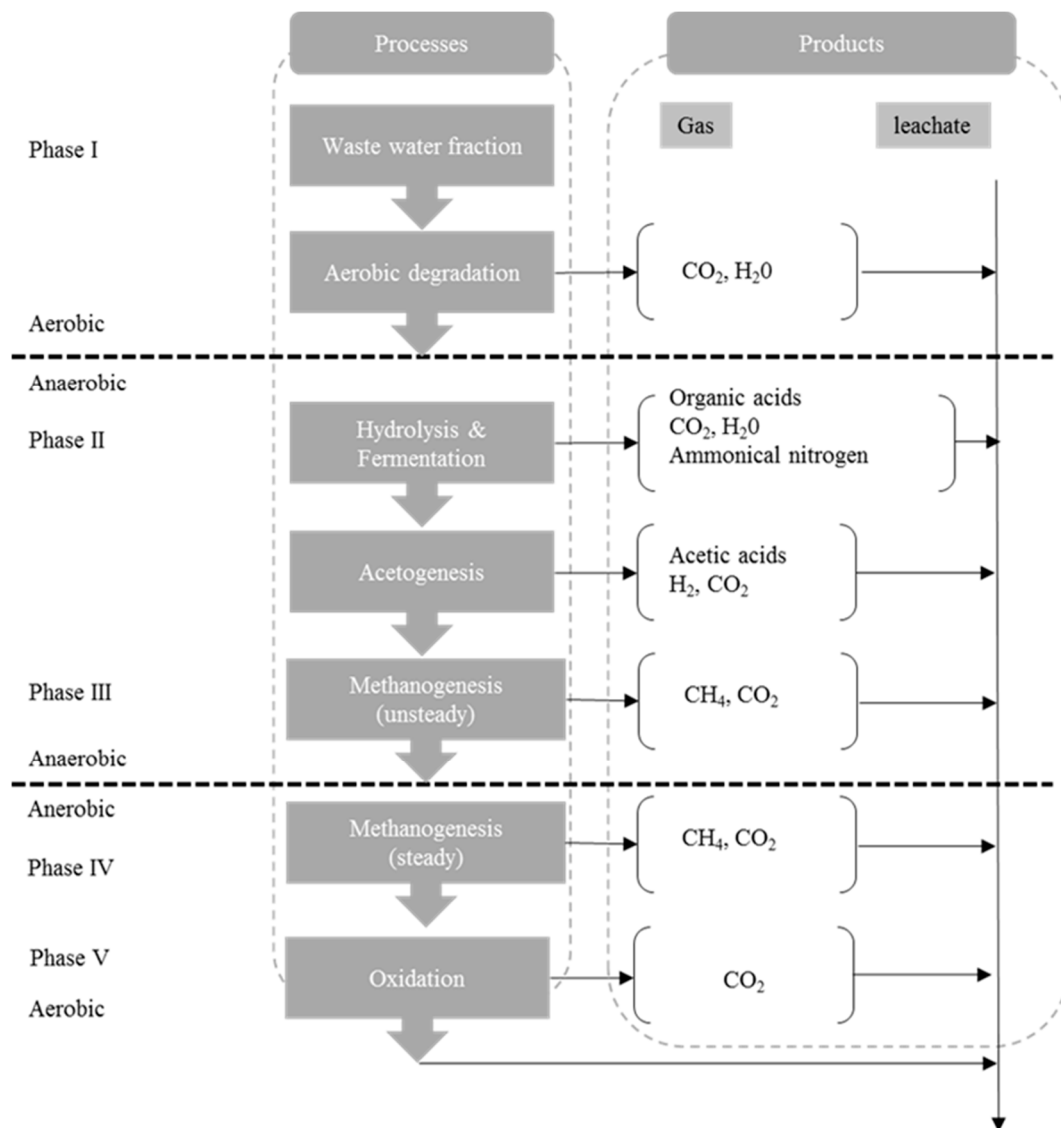 Processes
Products
Gas
leachate
Phase I
Waste water fraction
Aerobic degradation
CO₂, H₂0
Aerobic
Anaerobic
Phase II
Hydrolysis &
Fermentation
Organic acids
CO₂, H₂0
Ammonical nitrogen
Acetogenesis
Acetic acids
H₂, CO₂
Phase III
Methanogenesis
(unsteady)
CH₄, CO₂
Anaerobic
Anerobic
Phase IV
Methanogenesis
(steady)
CH₄, CO₂
Phase V
Oxidation
CO₂
Aerobic